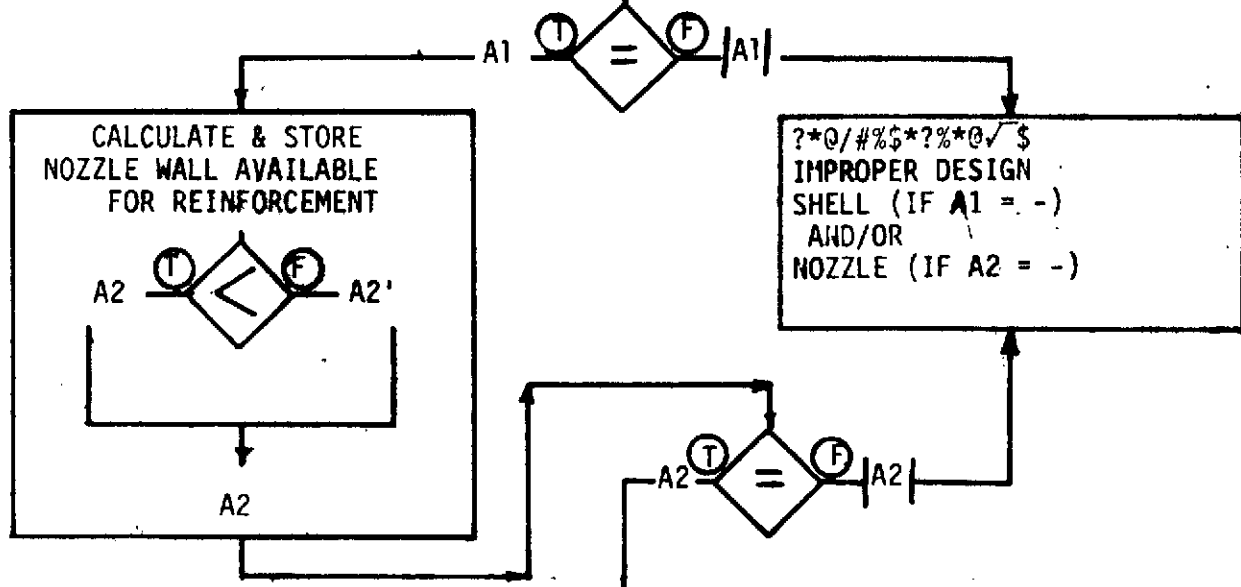 A1 T = F |A1|
CALCULATE & STORE
NOZZLE WALL AVAILABLE
FOR REINFORCEMENT
A2 T < F A2'
A2
?*@/#%$*?%*@√ $
IMPROPER DESIGN
SHELL (IF A1 = -)
AND/OR
NOZZLE (IF A2 = -)
A2 T = F |A2|